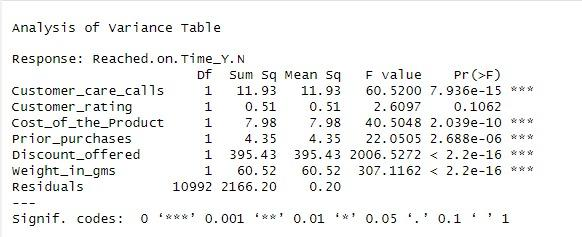 Analysis of Variance Table
Response: Reached.on.Time_Y.N
Df Sum Sq Mean Sq F value Pr(>F)
Customer_care_calls 1 11.93 11.93 60.5200 7.936e-15 ***
Customer_rating 1 0.51 0.51 2.6097 0.1062
Cost_of_the_Product 1 7.98 7.98 40.5048 2.039e-10 ***
Prior_purchases 1 4.35 4.35 22.0505 2.688e-06 ***
Discount_offered 1 395.43 395.43 2006.5272 < 2.2e-16 ***
Weight_in_gms 1 60.52 60.52 307.1162 < 2.2e-16 ***
Residuals 10992 2166.20 0.20
---
Signif. codes: 0 ‘***’ 0.001 ‘**’ 0.01 ‘*’ 0.05 ‘.’ 0.1 ‘ ’ 1